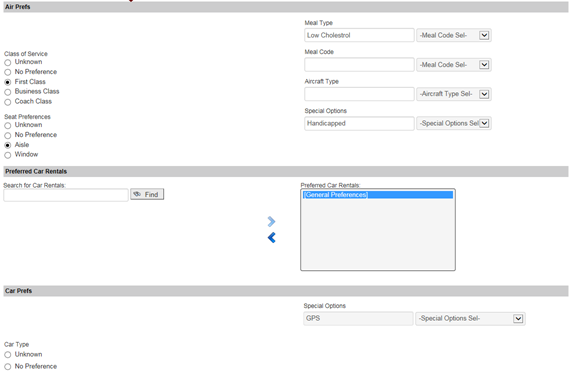 Air Prefs
Meal Type
Low Cholestrol
-Meal Code Sel-
Class of Service
Meal Code
Unknown
-Meal Code Sel-
No Preference
First Class
Aircraft Type
Business Class
-Aircraft Type Sel-
Coach Class
Special Options
Seat Preferences
Handicapped
-Special Options Sel
Unknown
No Preference
Aisle
Window
Preferred Car Rentals
Search for Car Rentals:
Find
Preferred Car Rentals:
[General Preferences]
Car Prefs
Special Options
GPS
-Special Options Sel-
Car Type
Unknown
No Preference